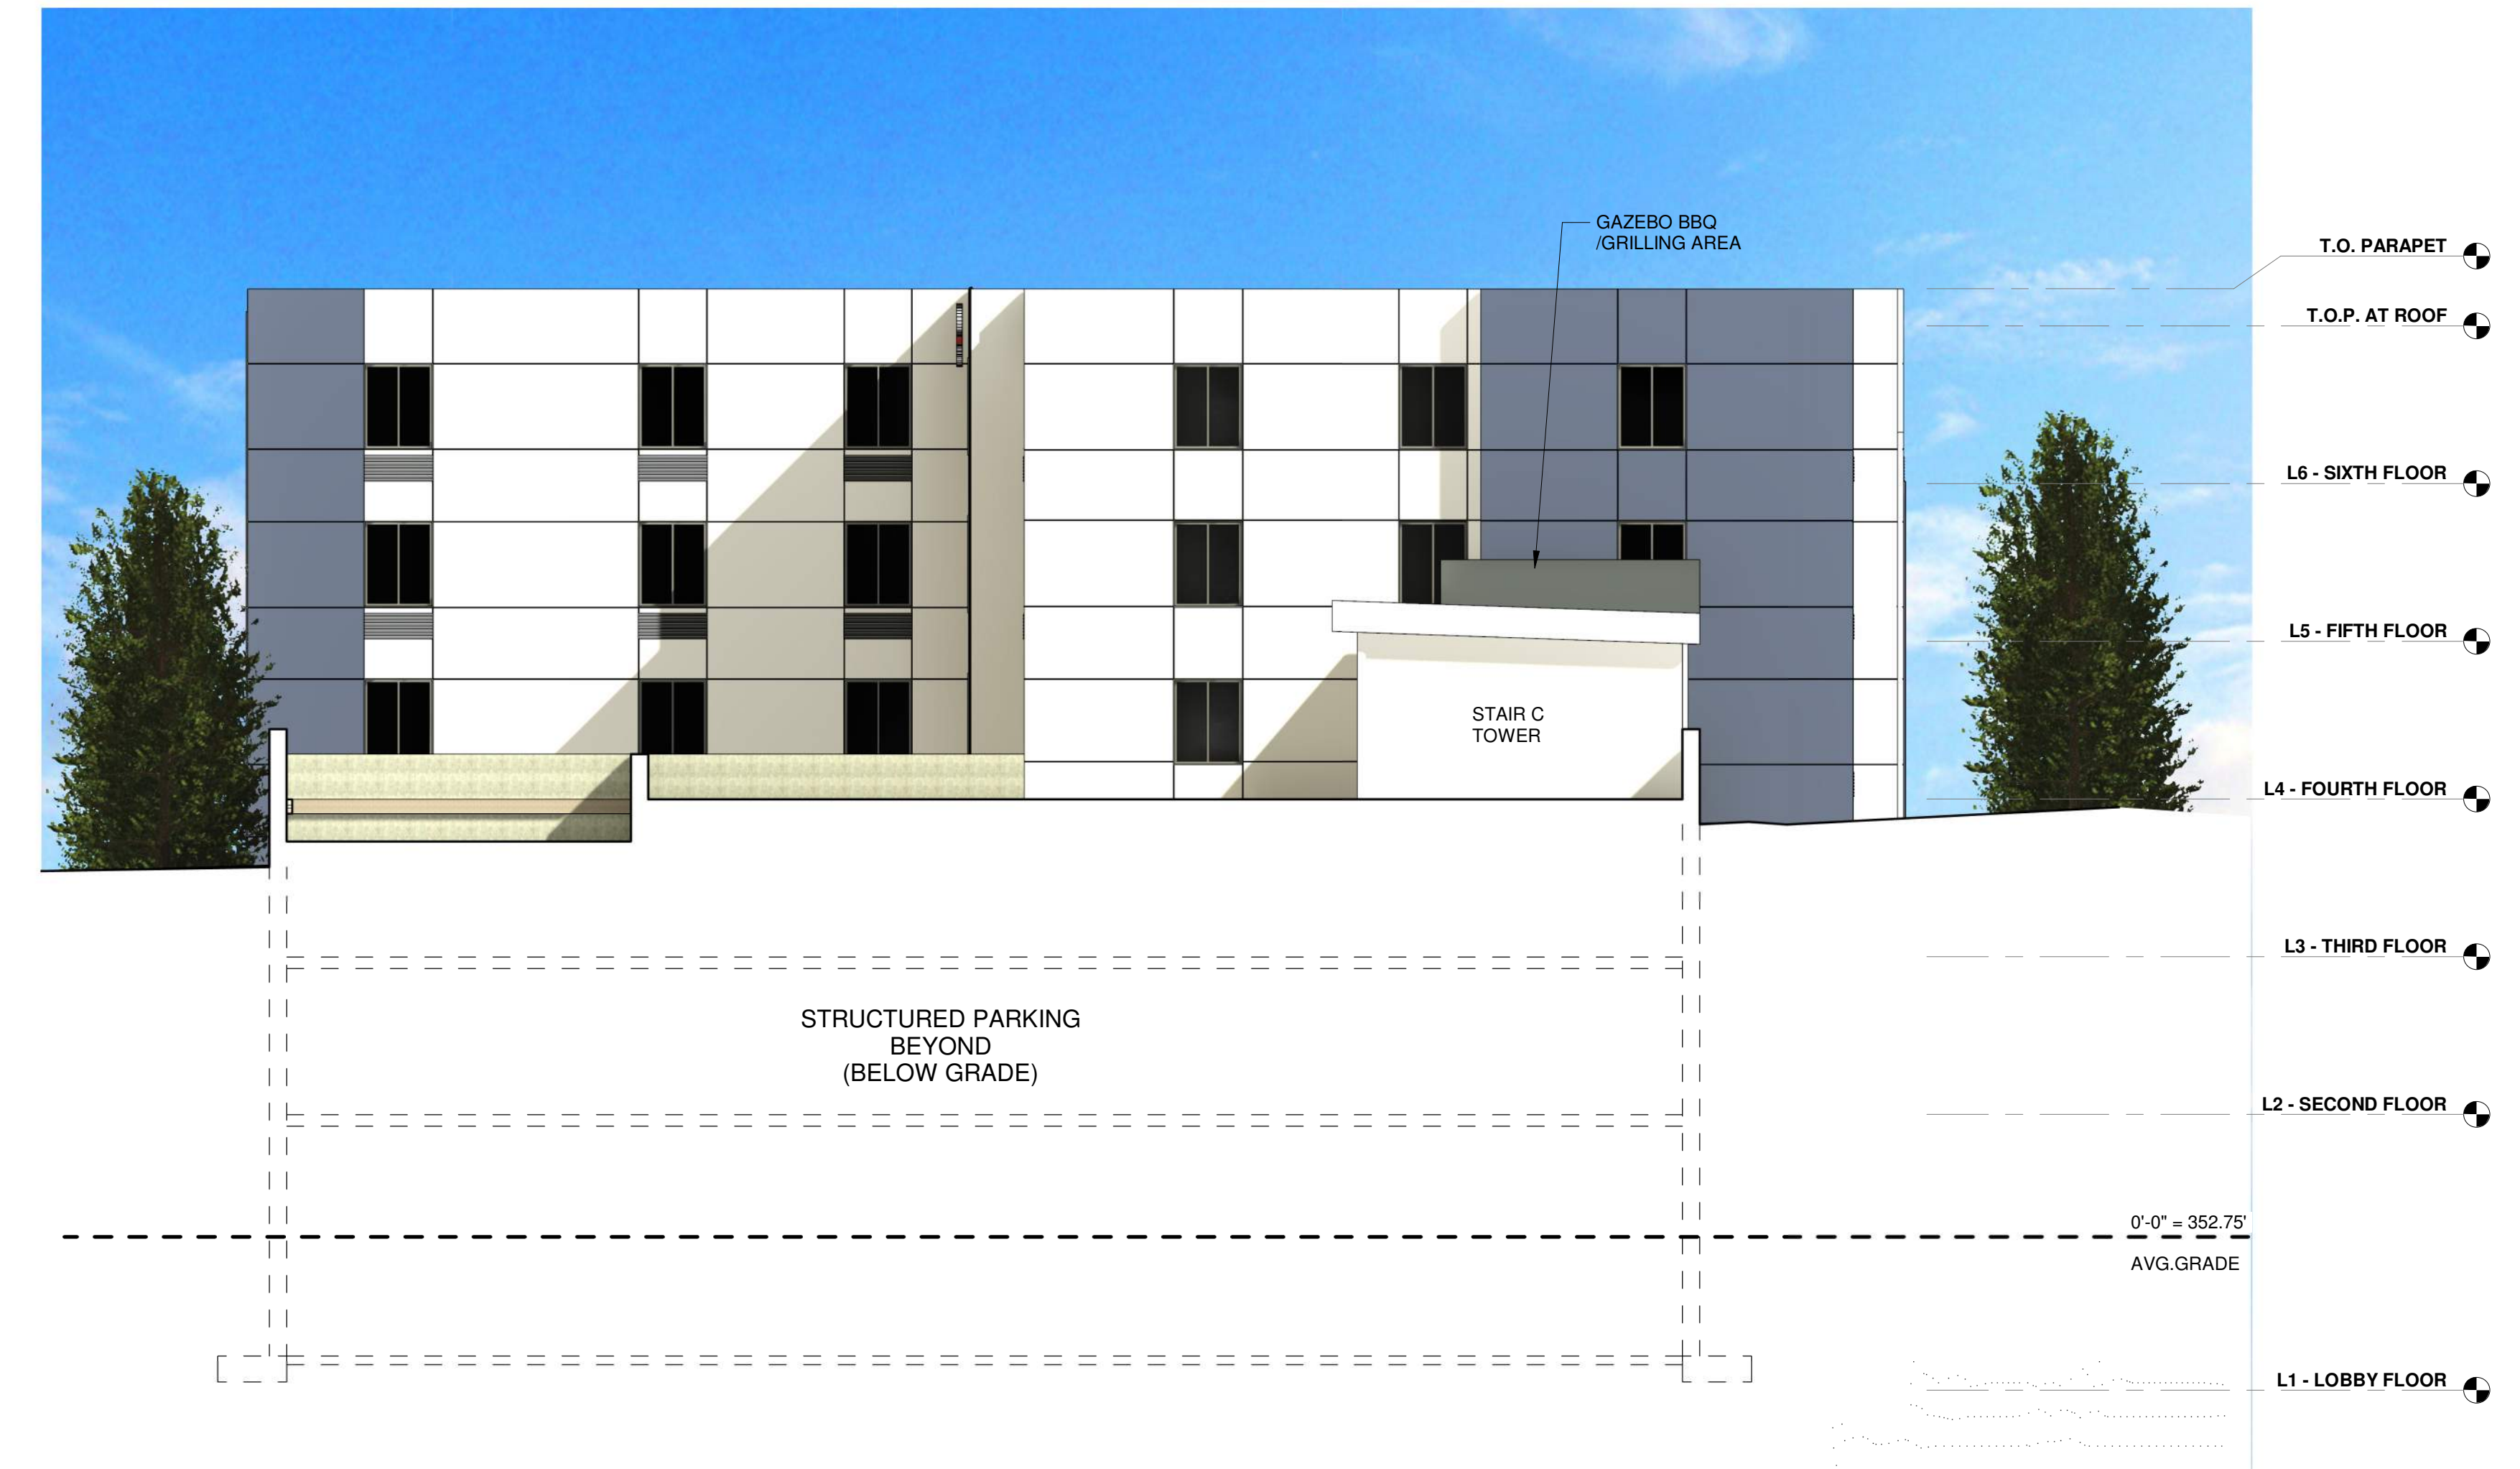 GAZEBO BBQ
/GRILLING AREA
T.O. PARAPET
T.O.P. AT ROOF
L6 - SIXTH FLOOR
L5 - FIFTH FLOOR
STAIR C
TOWER
L4 - FOURTH FLOOR
L3 - THIRD FLOOR
STRUCTURED PARKING
BEYOND
(BELOW GRADE)
L2 - SECOND FLOOR
0'-0" = 352.75'
AVG.GRADE
L1 - LOBBY FLOOR